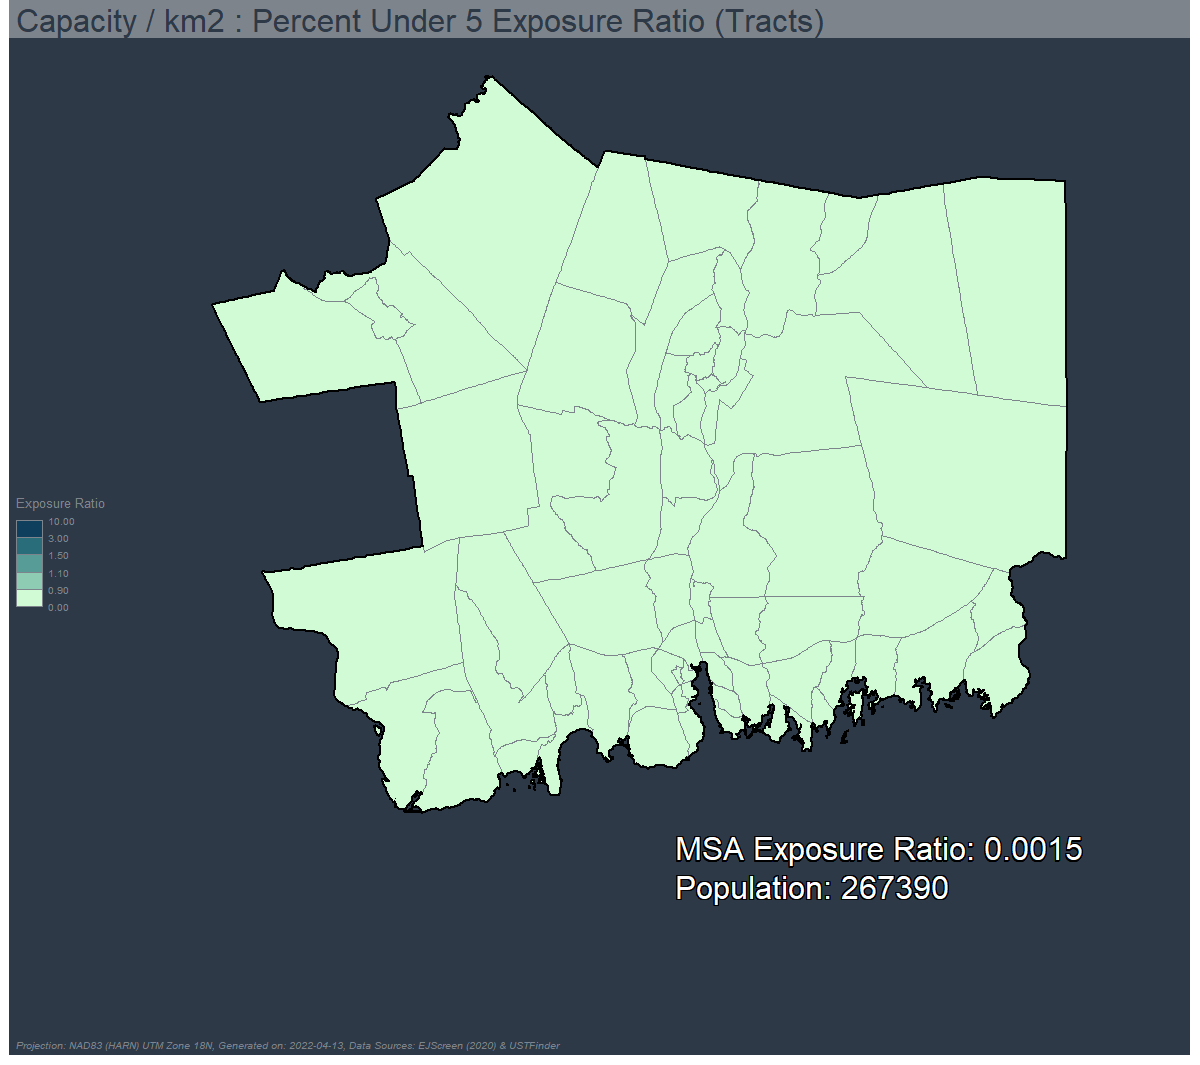 Capacity / km2 : Percent Under 5 Exposure Ratio (Tracts)
Exposure Ratio
10.00
3.00
1.50
1.10
0.90
0.00
MSA Exposure Ratio: 0.0015
Population: 267390
Projection: NAD83 (HARN) UTM Zone 18N, Generated on: 2022-04-13, Data Sources: EJScreen (2020) & USTFinder